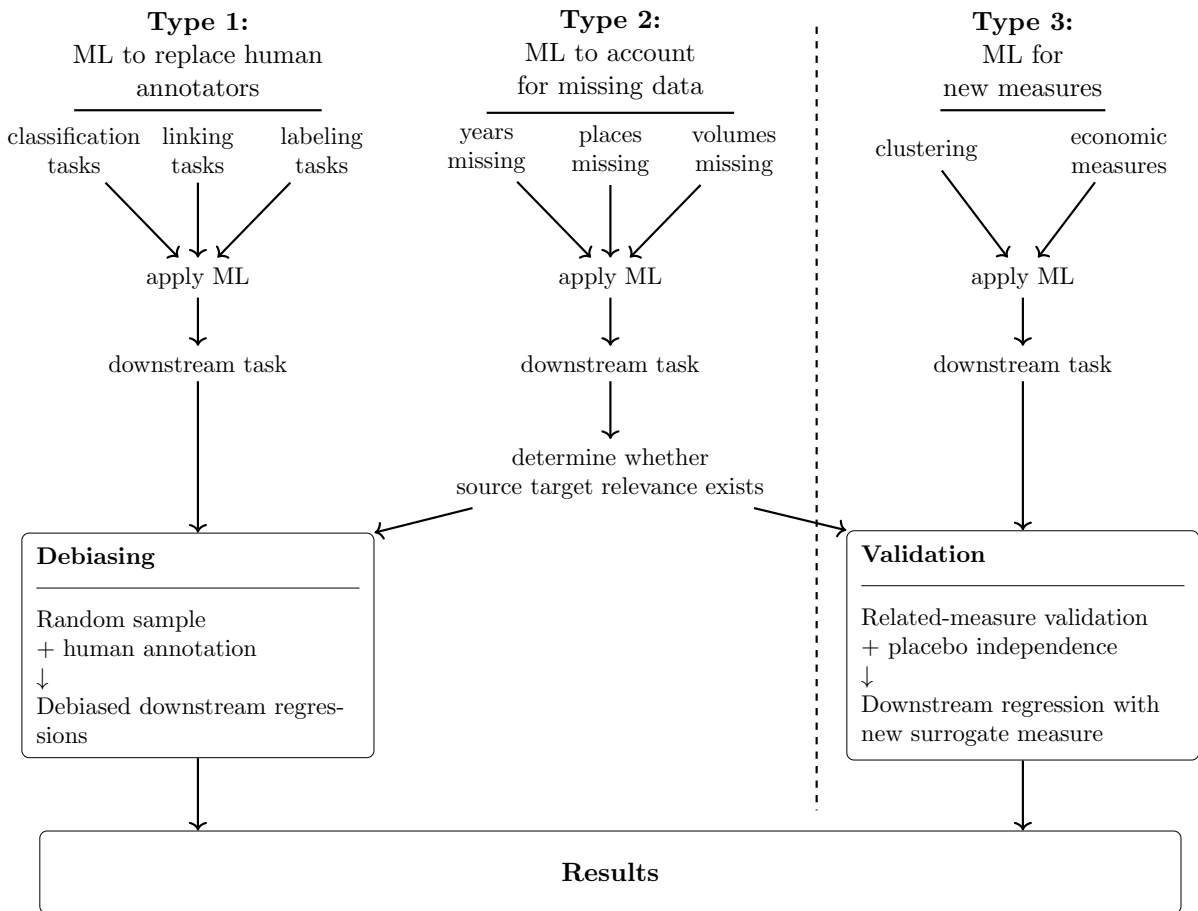 Type 1:
ML to replace human
annotators
classification
tasks
linking
tasks
labeling
tasks
apply ML
downstream task
Type 2:
ML to account
for missing data
years
missing
places
missing
volumes
missing
apply ML
downstream task
determine whether
source target relevance exists
Type 3:
ML for
new measures
clustering
economic
measures
apply ML
downstream task
Debiasing
Random sample
+ human annotation
↓
Debiased downstream regres-
sions
Validation
Related-measure validation
+ placebo independence
↓
Downstream regression with
new surrogate measure
Results